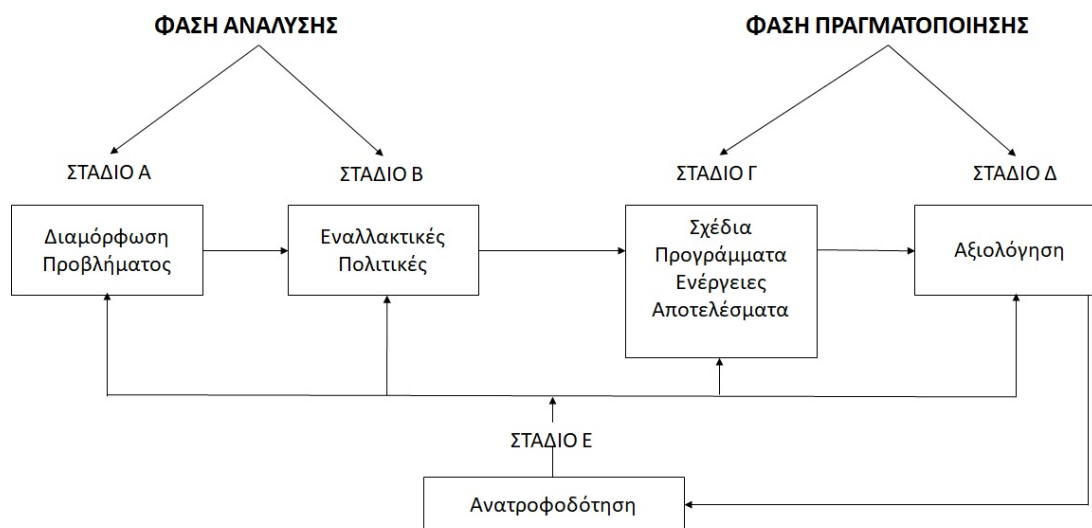 ΦΑΣΗ ΑΝΑΛΥΣΗΣ
ΦΑΣΗ ΠΡΑΓΜΑΤΟΠΟΙΗΣΗΣ
ΣΤΑΔΙΟ Α
ΣΤΑΔΙΟ Β
ΣΤΑΔΙΟ Γ
ΣΤΑΔΙΟ Δ
Διαμόρφωση
Προβλήματος
Εναλλακτικές
Πολιτικές
Σχέδια
Προγράμματα
Ενέργειες
Αποτελέσματα
Αξιολόγηση
ΣΤΑΔΙΟ Ε
Ανατροφοδότηση